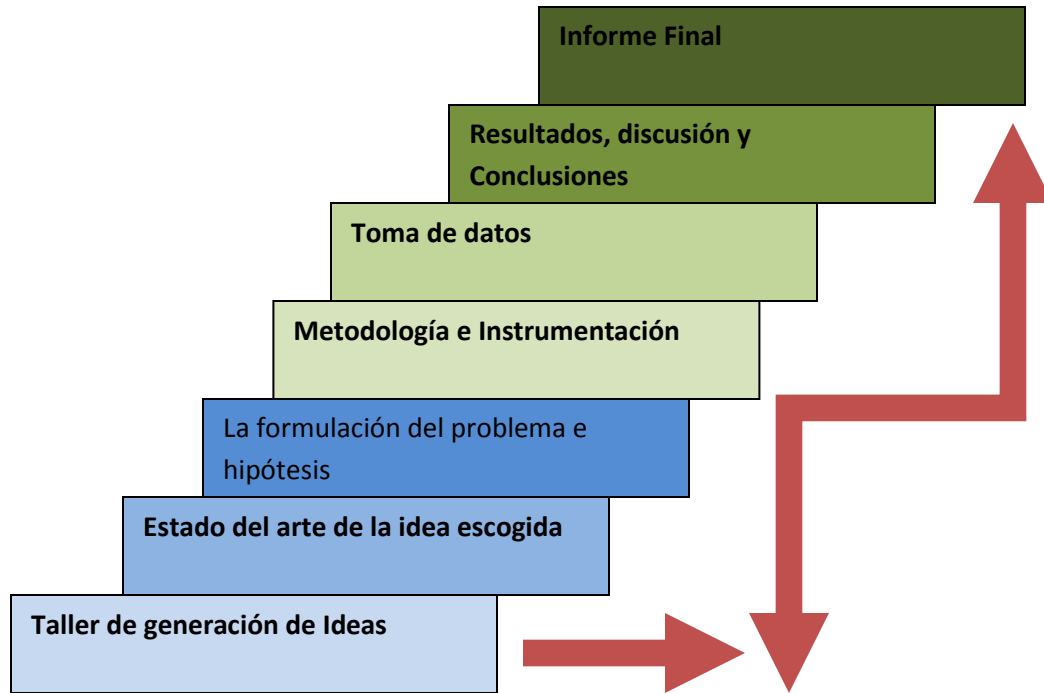 Informe Final
Resultados, discusión y
Conclusiones
Toma de datos
Metodología e Instrumentación
La formulación del problema e
hipótesis
Estado del arte de la idea escogida
Taller de generación de Ideas